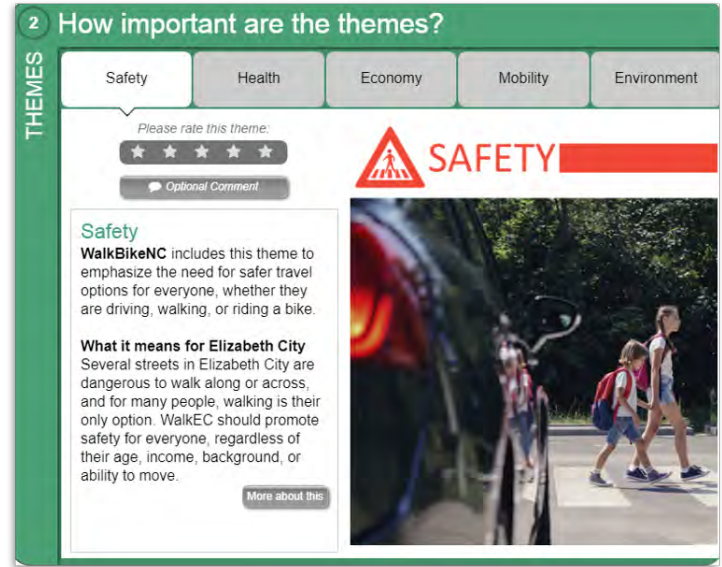 2 How important are the themes?
THEMES
Safety Health Economy Mobility Environment
Please rate this theme:
Optional Comment
SAFETY
Safety
WalkBikeNC includes this theme to
emphasize the need for safer travel
options for everyone, whether they
are driving, walking, or riding a bike.
What it means for Elizabeth City
Several streets in Elizabeth City are
dangerous to walk along or across,
and for many people, walking is their
only option. WalkEC should promote
safety for everyone, regardless of
their age, income, background, or
ability to move.
More about this